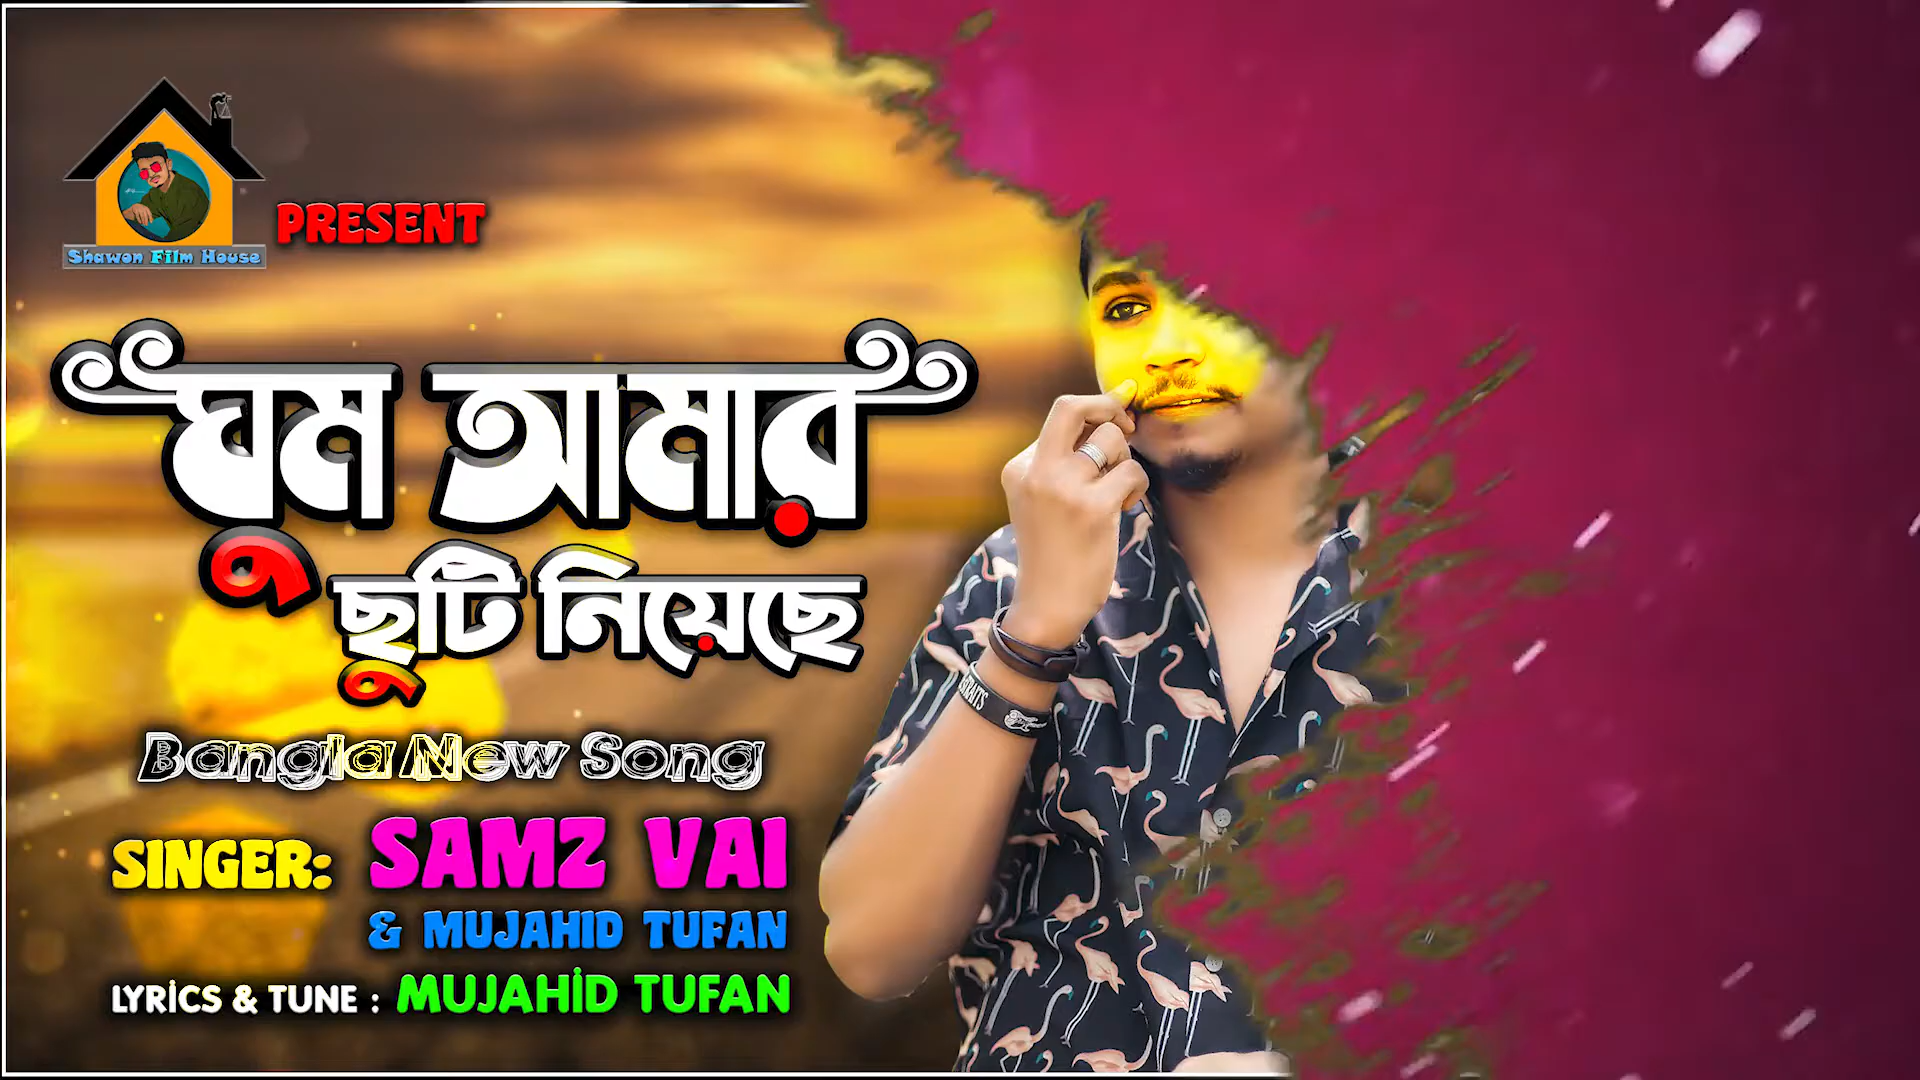 Shawon Film House
PRESENT
ঘুম আমার
ছুটি নিয়েছে
Bangla New Song
SINGER: SAMZ VAI
& MUJAHID TUFAN
LYRiCS & TUNE : MUJAHiD TUFAN